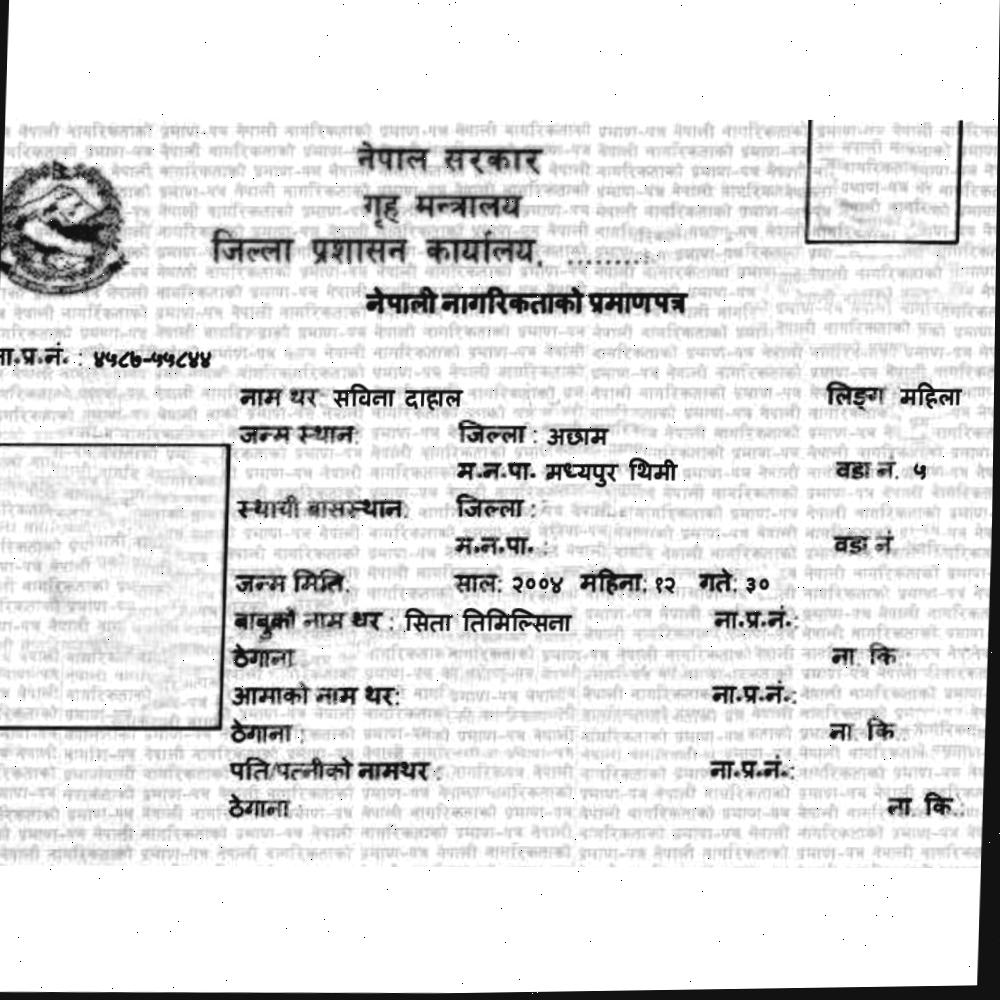 नेपाल सरकार
गृह मन्त्रालय
जिल्ला प्रशासन कार्यालय, .........
नेपाली नागरिकताको प्रमाणपत्र
ना.प्र.नं. : ४५८७-५५८४४
नाम थर: सविना दाहाल लिङ्ग महिला
जन्म स्थान: जिल्ला : अछाम
म.न.पा. मध्यपुर थिमी वडा नं. ५
स्थायी बासस्थान: जिल्ला :
म.न.पा. : वडा नं
जन्म मिति: साल: २००४ महिना: १२ गते: ३०
बाबुको नाम थर : सिता तिमिल्सिना ना.प्र.नं.:
ठेगाना ना. कि.:
आमाको नाम थर: ना.प्र.नं.:
ठेगाना : ना. कि.:
पति/पत्नीको नामथर : ना.प्र.नं.:
ठेगाना : ना. कि.: